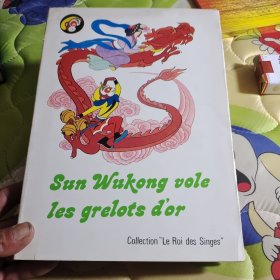 Sun Wukong vole
les grelots d'or
Collection "Le Roi des Singes"